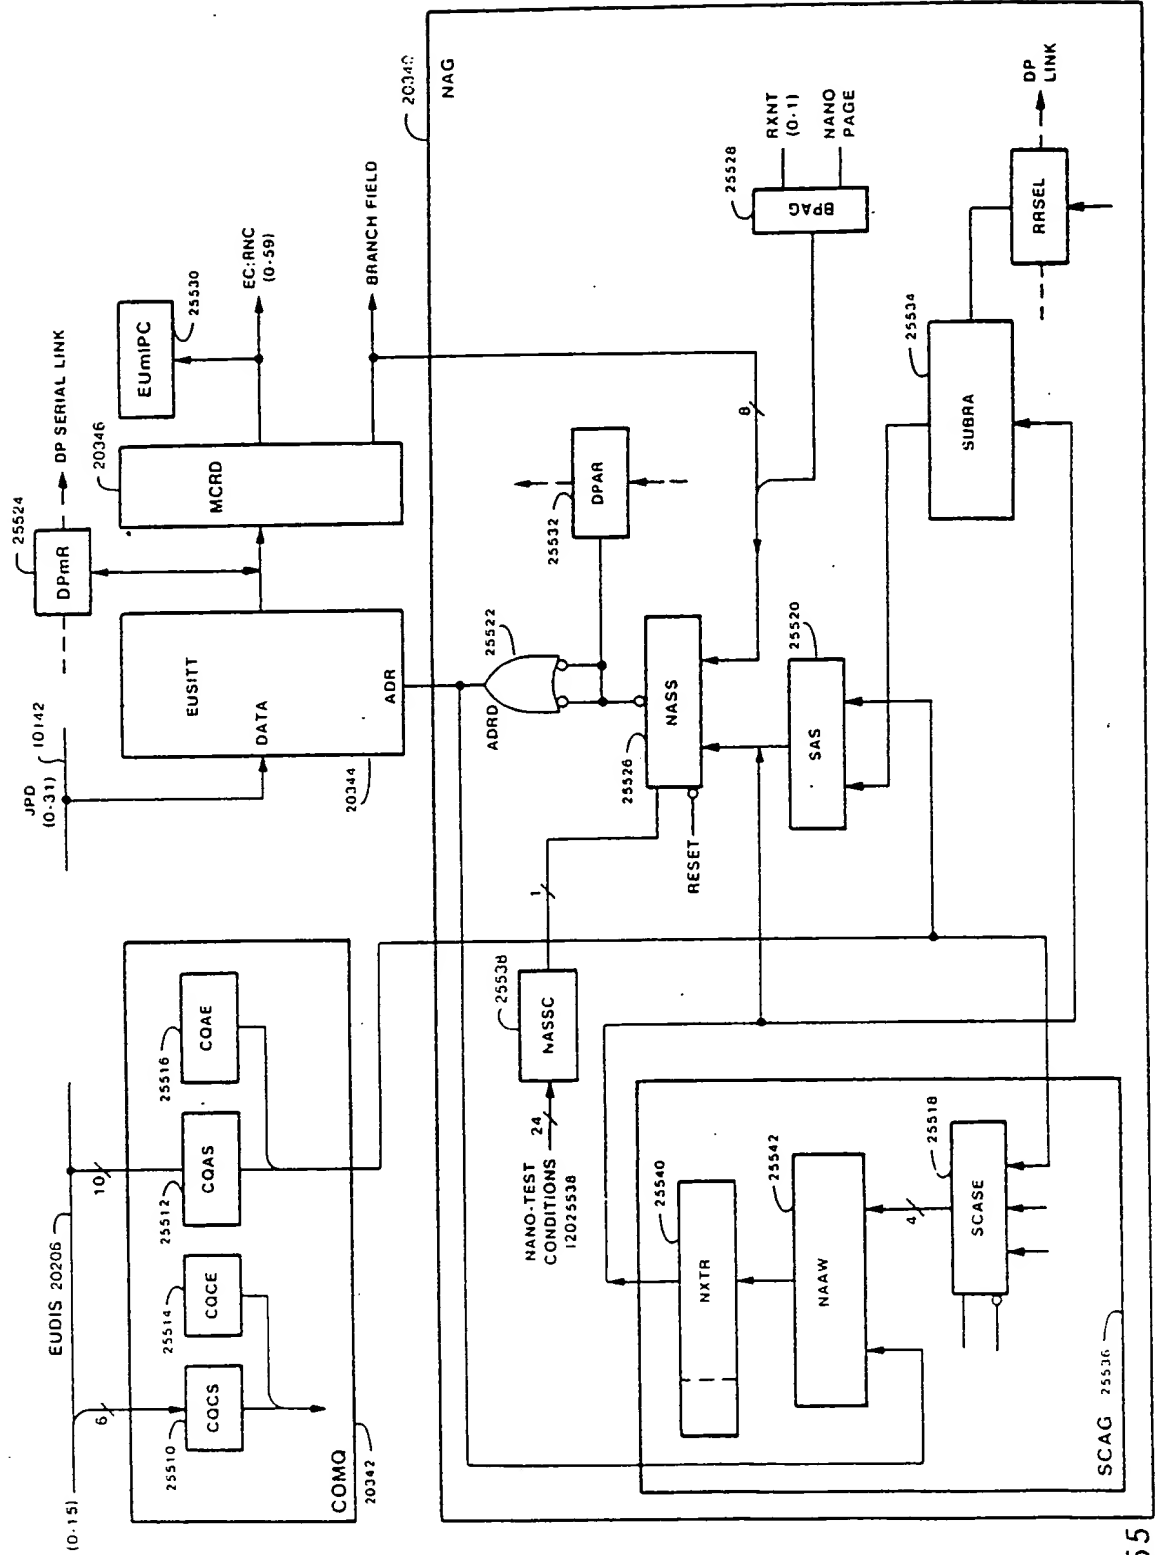 (0-15)
EUDIS 20206
6
10
25510
CQCS
25514
CQCE
25512
CQAS
25516
CQAE
COMQ
20342
JPD
(0-31)
10142
EUSITT
DATA
ADR
20344
25524
DPmR
DP SERIAL LINK
20346
MCRD
EUmIPC
25530
EC:RNC
(0-59)
BRANCH FIELD
NAG
NANO-TEST
CONDITIONS
12025538
24
NASSC
25538
1
ADRD
25522
25532
DPAR
RESET
25526
NASS
8
25528
BPAG
RXNT
(0-1)
NANO
PAGE
SAS
25520
SUBRA
25534
RRSEL
DP
LINK
SCAG
25536
NXTR
25540
NAAW
25542
4
SCASE
25518
55